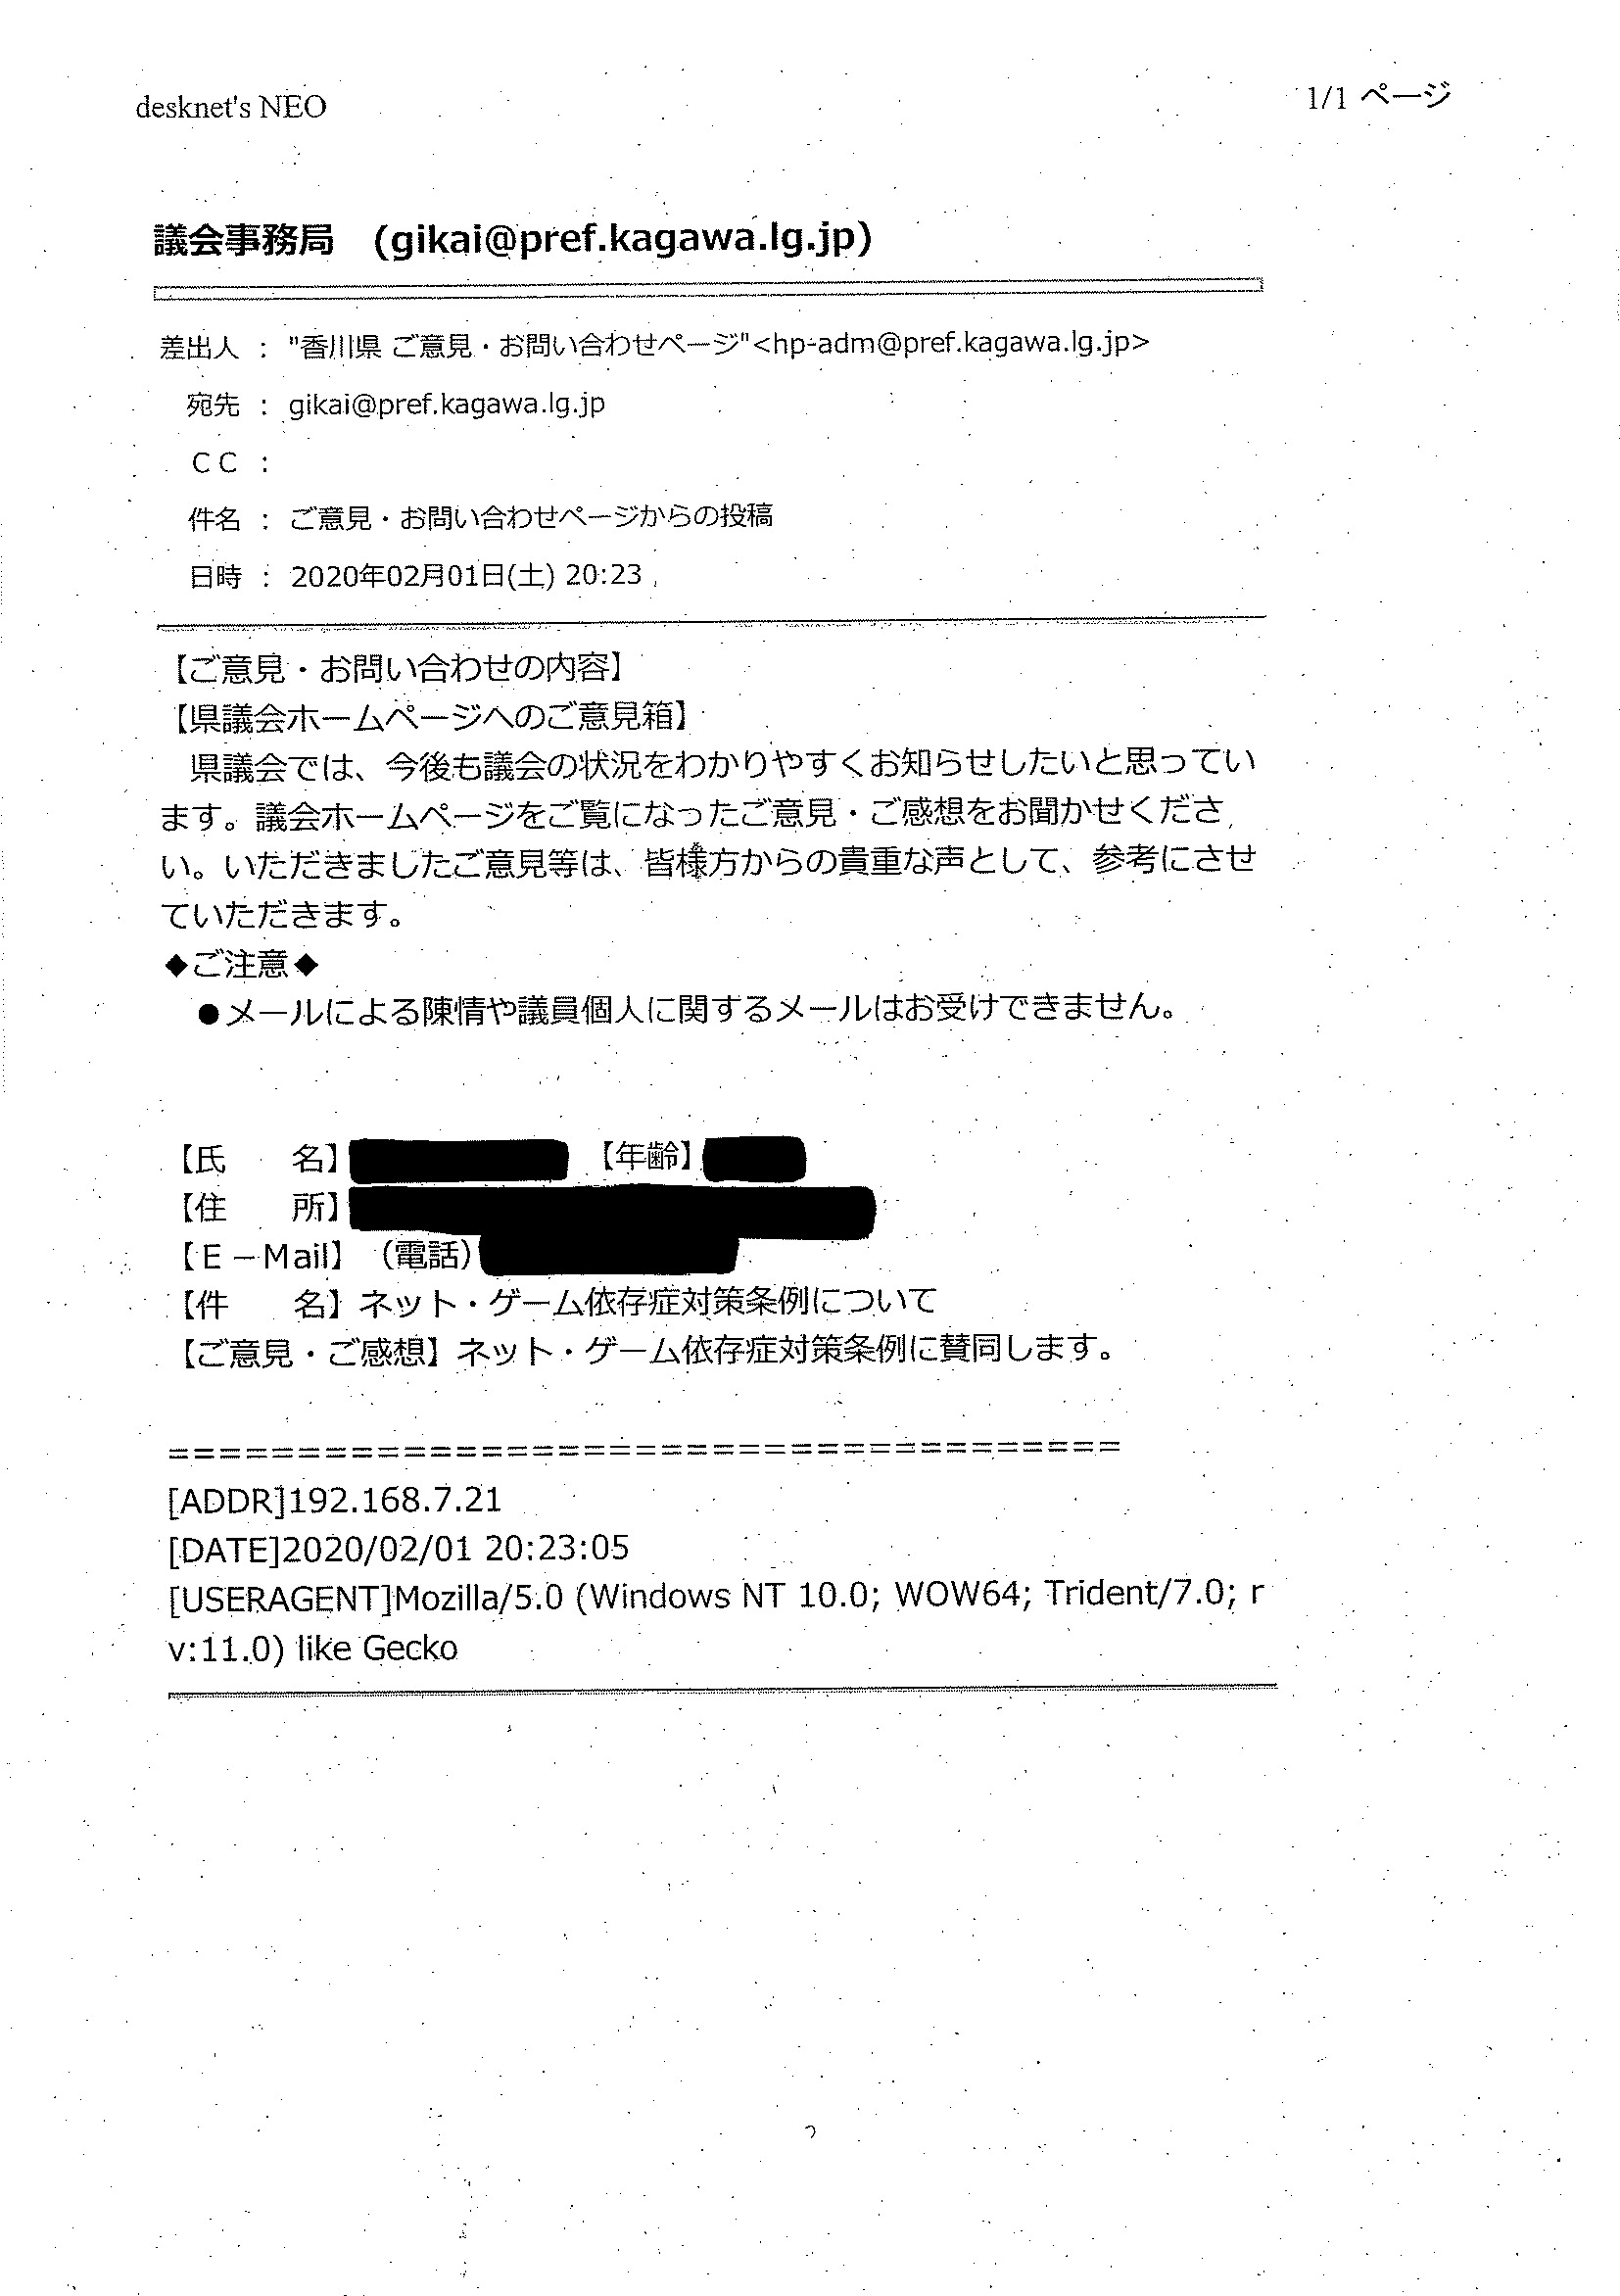 desknet's NEO
1/1 ページ
議会事務局　(gikai@pref.kagawa.lg.jp)
差出人 ： "香川県 ご意見・お問い合わせページ"<hp-adm@pref.kagawa.lg.jp>
宛先 ： gikai@pref.kagawa.lg.jp
ＣＣ ：
件名 ： ご意見・お問い合わせページからの投稿
日時 ： 2020年02月01日(土) 20:23
【ご意見・お問い合わせの内容】
【県議会ホームページへのご意見箱】
　県議会では、今後も議会の状況をわかりやすくお知らせしたいと思ってい
ます。議会ホームページをご覧になったご意見・ご感想をお聞かせくださ
い。いただきましたご意見等は、皆様方からの貴重な声として、参考にさせ
ていただきます。
◆ご注意◆
　●メールによる陳情や議員個人に関するメールはお受けできません。
【氏　　名】　【年齢】
【住　　所】
【Ｅ－Mail】（電話）
【件　　名】ネット・ゲーム依存症対策条例について
【ご意見・ご感想】ネット・ゲーム依存症対策条例に賛同します。
=====================================
[ADDR]192.168.7.21
[DATE]2020/02/01 20:23:05
[USERAGENT]Mozilla/5.0 (Windows NT 10.0; WOW64; Trident/7.0; r
v:11.0) like Gecko